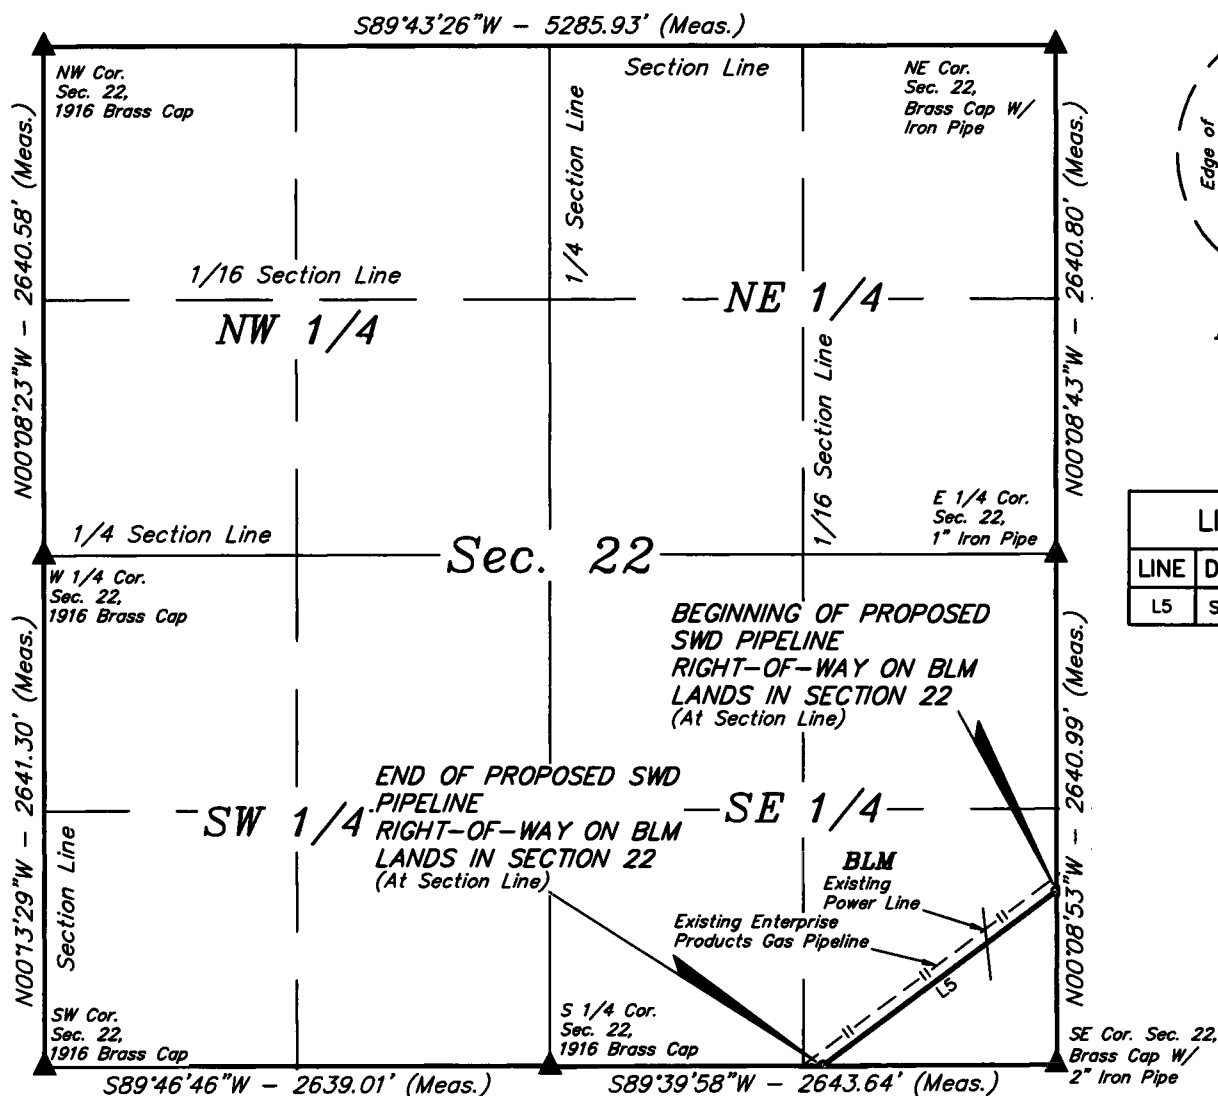 S89°43'26"W - 5285.93' (Meas.)
NW Cor.
Sec. 22,
1916 Brass Cap
Section Line
NE Cor.
Sec. 22,
Brass Cap W/
Iron Pipe
Edge of
N00°08'23"W - 2640.58' (Meas.)
1/4 Section Line
N00°08'43"W - 2640.80' (Meas.)
1/16 Section Line
NW 1/4
NE 1/4
1/16 Section Line
1/4 Section Line
E 1/4 Cor.
Sec. 22,
1" Iron Pipe
Sec. 22
W 1/4 Cor.
Sec. 22,
1916 Brass Cap
LINE
L5
S
BEGINNING OF PROPOSED
SWD PIPELINE
RIGHT-OF-WAY ON BLM
LANDS IN SECTION 22
(At Section Line)
N00°13'29"W - 2641.30' (Meas.)
Section Line
END OF PROPOSED SWD
PIPELINE
RIGHT-OF-WAY ON BLM
LANDS IN SECTION 22
(At Section Line)
SW 1/4
SE 1/4
N00°08'53"W - 2640.99' (Meas.)
BLM
Existing
Power Line
Existing Enterprise
Products Gas Pipeline
L5
SW Cor.
Sec. 22,
1916 Brass Cap
S 1/4 Cor.
Sec. 22,
1916 Brass Cap
SE Cor. Sec. 22,
Brass Cap W/
2" Iron Pipe
S89°46'46"W - 2639.01' (Meas.)
S89°39'58"W - 2643.64' (Meas.)